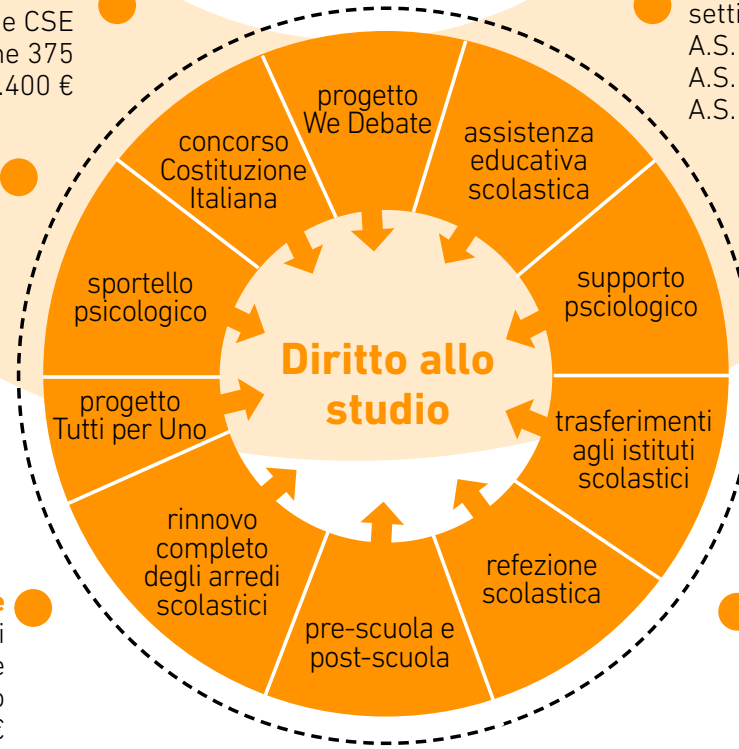 e CSE
ne 375
.400 €
setti
A.S.
A.S.
A.S.
progetto
We Debate
assistenza
educativa
scolastica
supporto
psciologico
trasferimenti
agli istituti
scolastici
refezione
scolastica
pre-scuola e
post-scuola
rinnovo
completo
degli arredi
scolastici
progetto
Tutti per Uno
sportello
psicologico
concorso
Costituzione
Italiana
Diritto allo
studio
e
i
e
o
€